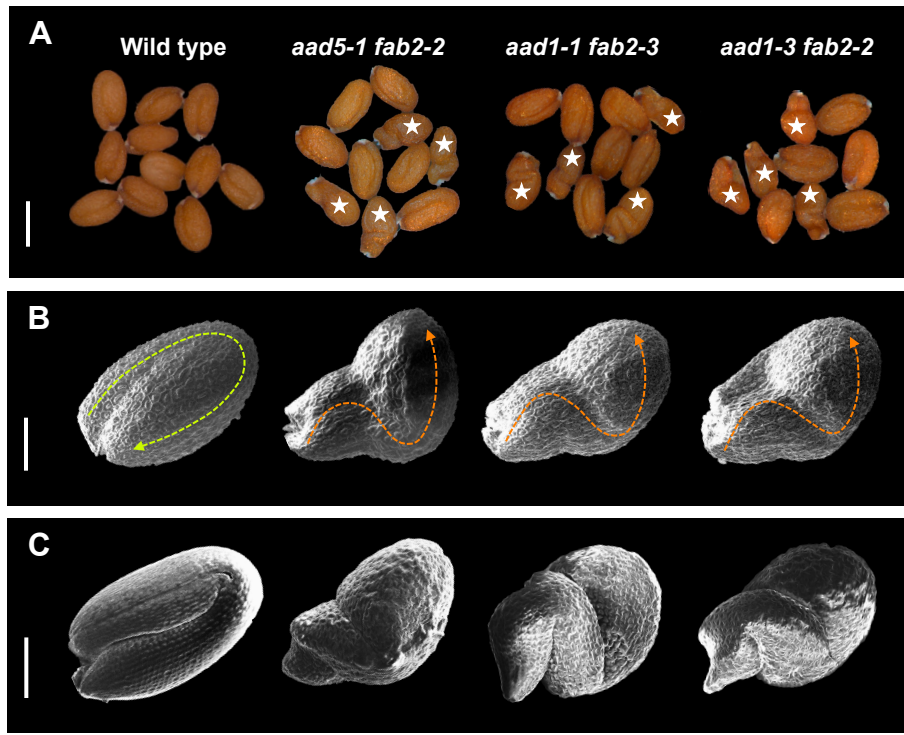 A
Wild type
aad5-1 fab2-2
aad1-1 fab2-3
aad1-3 fab2-2
B
C